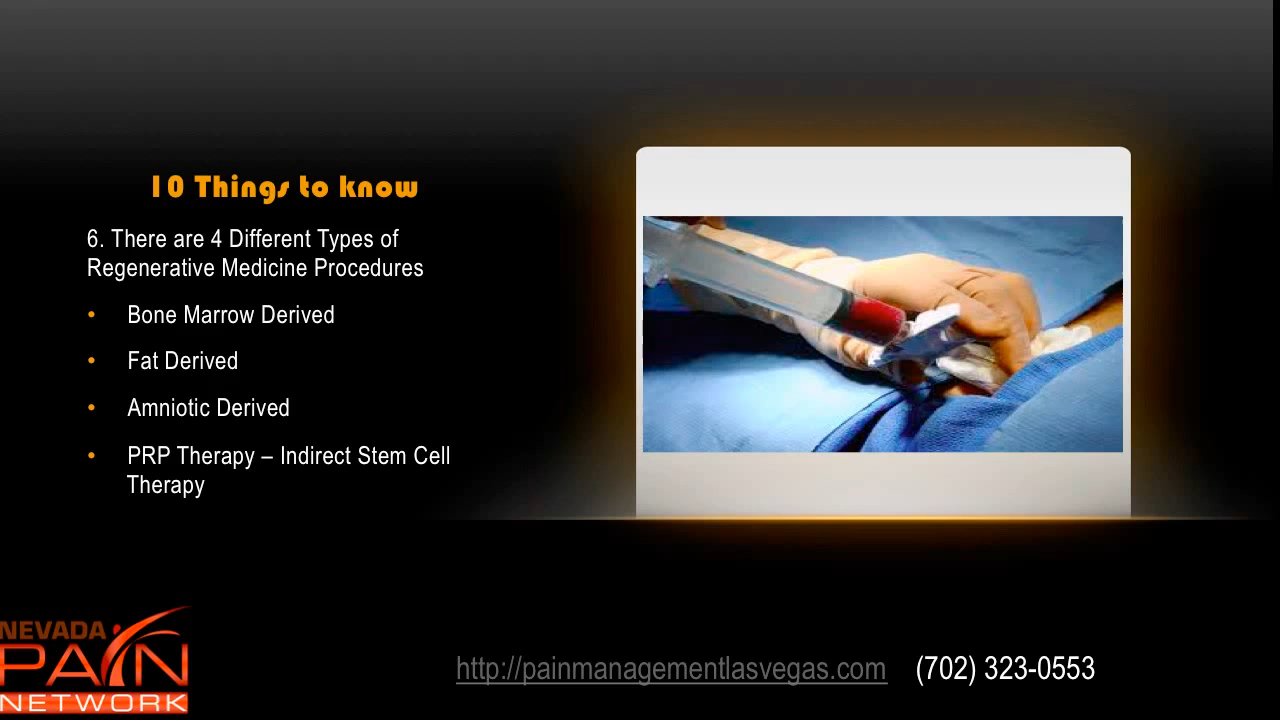 10 Things to know
6. There are 4 Different Types of
Regenerative Medicine Procedures
• Bone Marrow Derived
• Fat Derived
• Amniotic Derived
• PRP Therapy – Indirect Stem Cell
Therapy
NEVADA
PAIN
NETWORK
http://painmanagementlasvegas.com (702) 323-0553